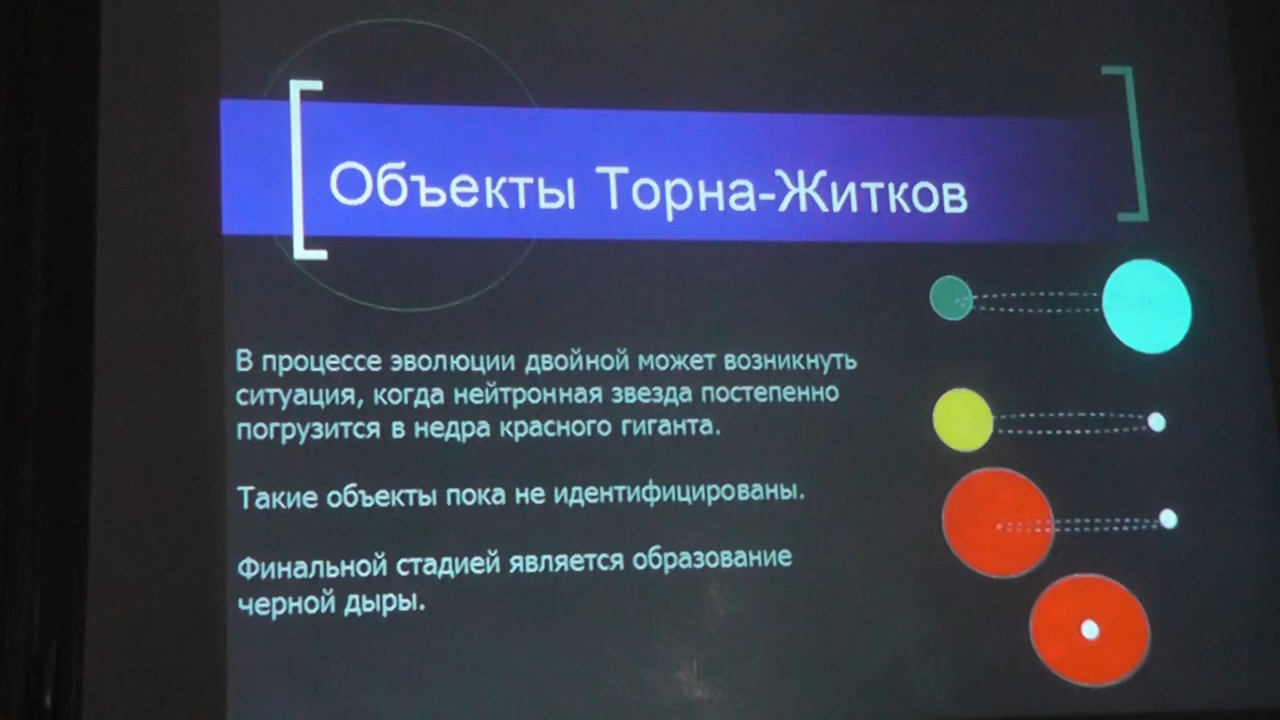 Объекты Торна-Житков
В процессе эволюции двойной может возникнуть
ситуация, когда нейтронная звезда постепенно
погрузится в недра красного гиганта.
Такие объекты пока не идентифицированы.
Финальной стадией является образование
черной дыры.